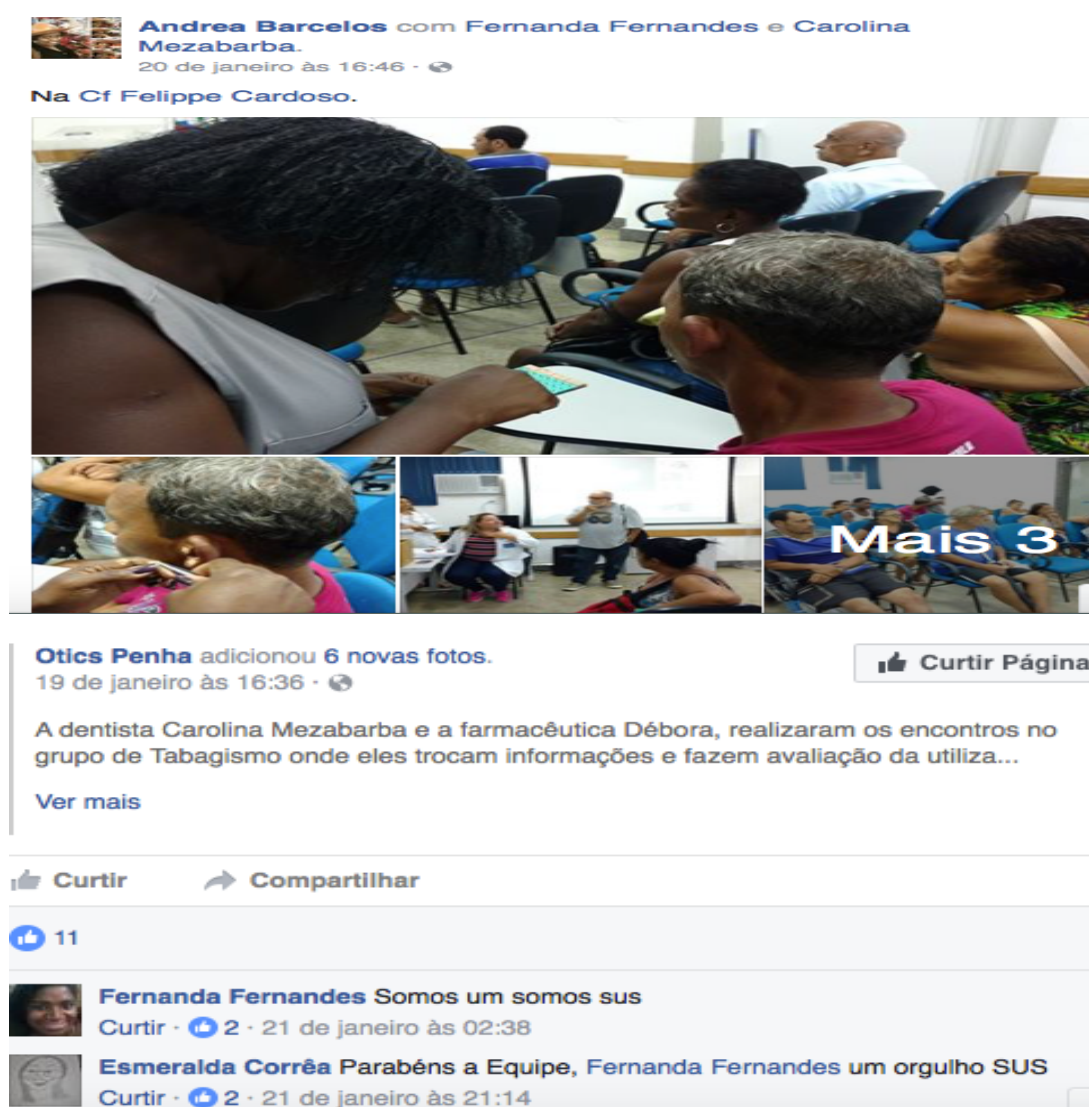 Andrea Barcelos com Fernanda Fernandes e Carolina
Mezabarba.
20 de janeiro às 16:46 ·
Na Cf Felippe Cardoso.
Mais 3
Otics Penha adicionou 6 novas fotos.
19 de janeiro às 16:36 ·
Curtir Página
A dentista Carolina Mezabarba e a farmacêutica Débora, realizaram os encontros no
grupo de Tabagismo onde eles trocam informações e fazem avaliação da utiliza...
Ver mais
Curtir Compartilhar
11
Fernanda Fernandes Somos um somos sus
Curtir · 2 · 21 de janeiro às 02:38
Esmeralda Corrêa Parabéns a Equipe, Fernanda Fernandes um orgulho SUS
Curtir · 2 · 21 de janeiro às 21:14